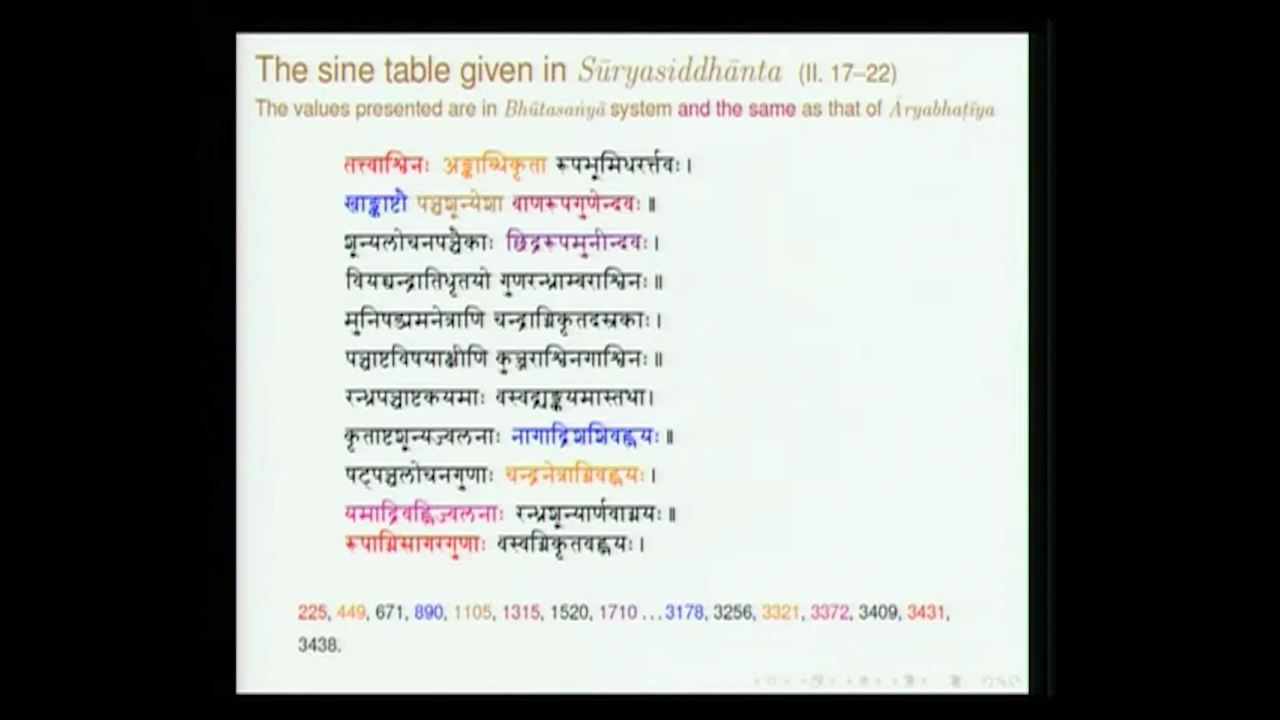 The sine table given in Sūryasiddhānta (II. 17–22)
The values presented are in Bhūtasaṅyā system and the same as that of Āryabhaṭīya
तत्त्वाश्विनः अङ्काब्धिकृता रूपभूमिधरर्त्तवः।
खाङ्काष्टौ पञ्चशून्येशा बाणरूपगुणेन्दवः॥
शून्यलोचनपञ्चैकाः छिद्ररूपमुनीन्दवः।
वियच्चन्द्रातिधृतयो गुणरन्ध्राम्बराश्विनः॥
मुनिषड्यमनेत्राणि चन्द्राग्निकृतदस्रकाः।
पञ्चाष्टविषयाक्षीणि कुञ्जराश्विनगाश्विनः॥
रन्ध्रपञ्चाष्टकयमाः वस्वद्र्यङ्कयमास्तथा।
कृताष्टशून्यज्वलनाः नागाद्रिशशिवह्नयः॥
षट्पञ्चलोचनगुणाः चन्द्रनेत्राग्निवह्नयः।
यमाद्रिवह्निज्वलनाः रन्ध्रशून्यार्णवाग्नयः॥
रूपाग्निसागरगुणाः वस्वग्निकृतवह्नयः।
225, 449, 671, 890, 1105, 1315, 1520, 1710 ...3178, 3256, 3321, 3372, 3409, 3431,
3438.